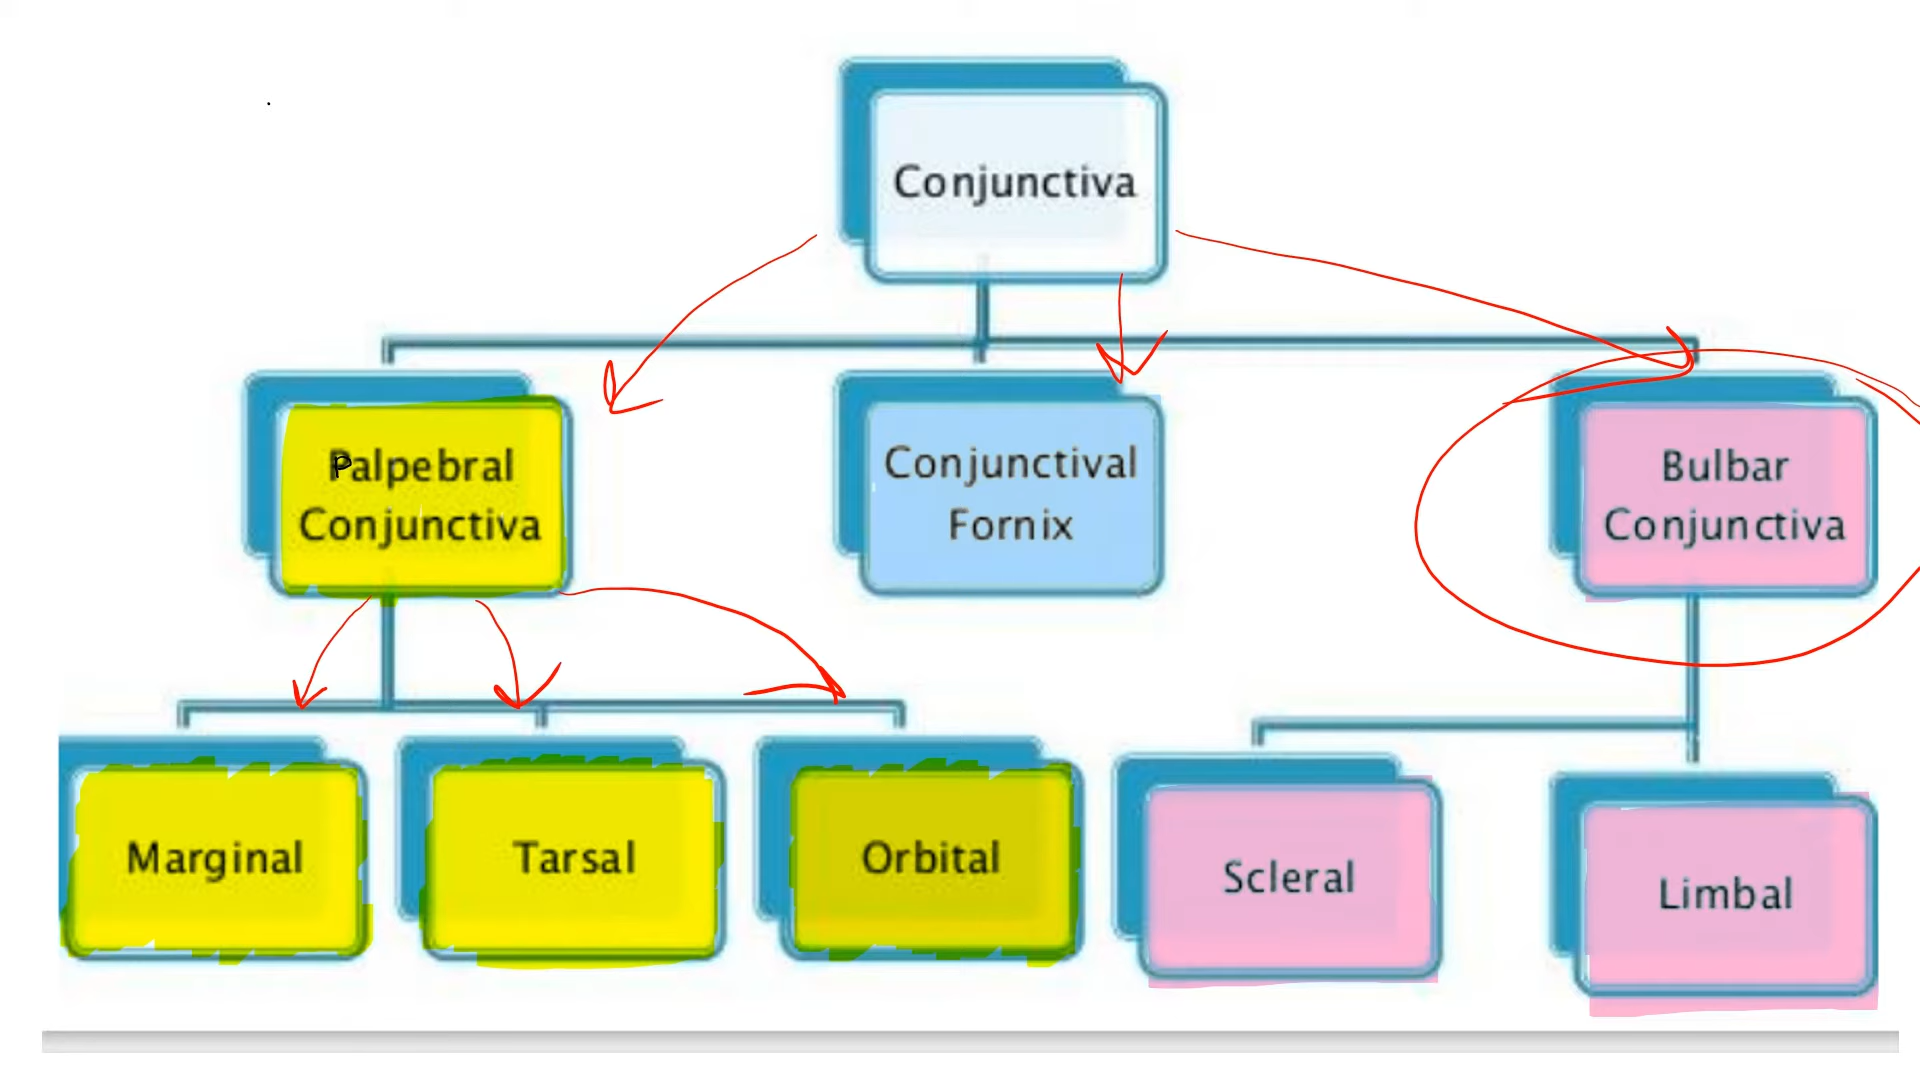 Conjunctiva
Palpebral
Conjunctiva
Conjunctival
Fornix
Bulbar
Conjunctiva
Marginal
Tarsal
Orbital
Scleral
Limbal